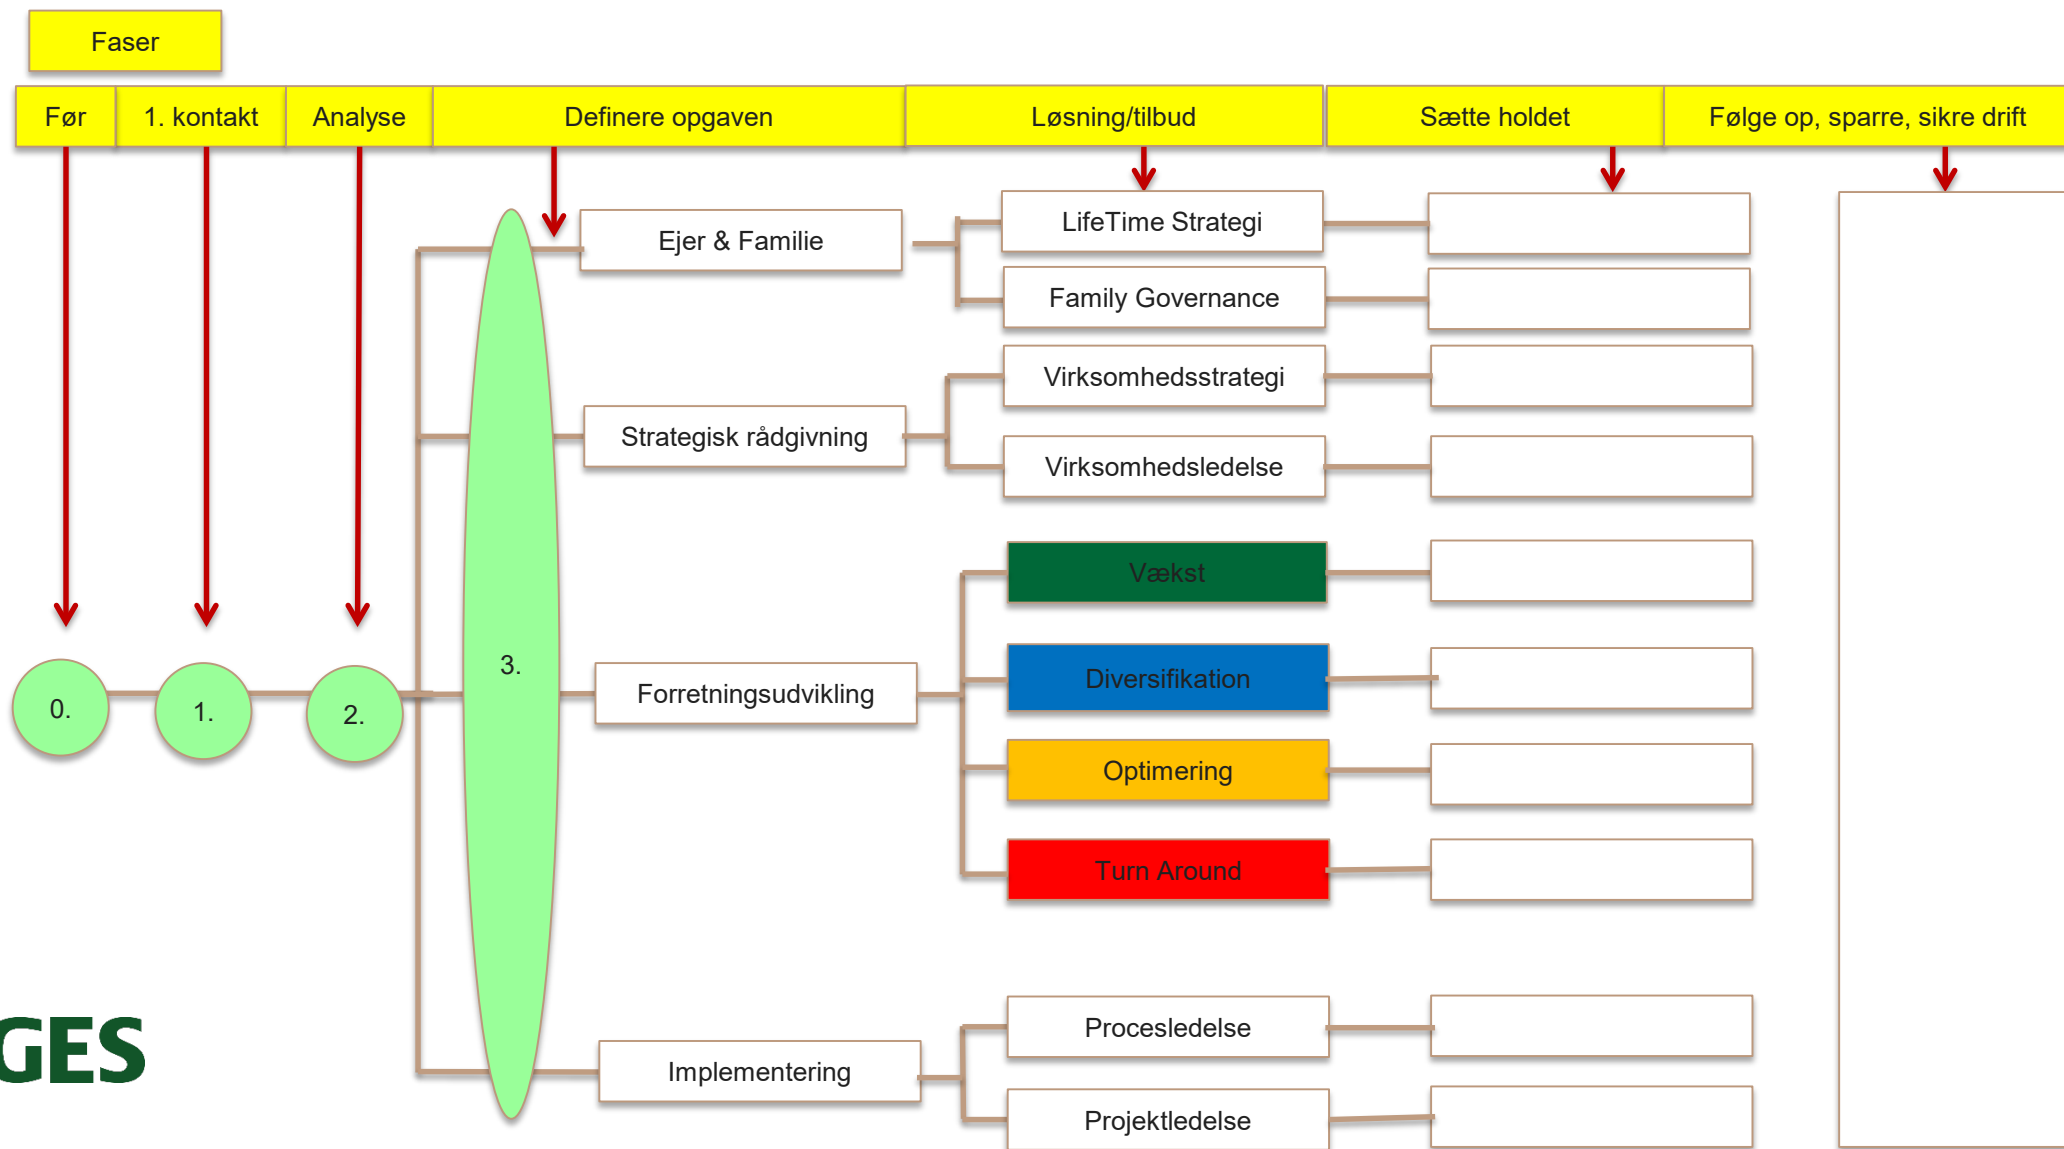 Faser
Før
1. kontakt
Analyse
Definere opgaven
Løsning/tilbud
Sætte holdet
Følge op, sparre, sikre drift
LifeTime Strategi
Ejer & Familie
Family Governance
Virksomhedsstrategi
Strategisk rådgivning
Virksomhedsledelse
Vækst
3.
Diversifikation
Forretningsudvikling
0.
1.
2.
Optimering
Turn Around
Procesledelse
GES
Implementering
Projektledelse